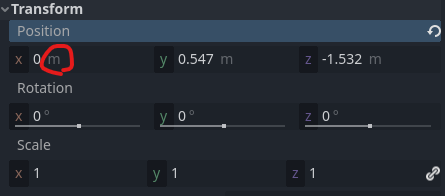 Transform
Position
x 0 m y 0.547 m z -1.532 m
Rotation
x 0 ° y 0 ° z 0 °
Scale
x 1 y 1 z 1